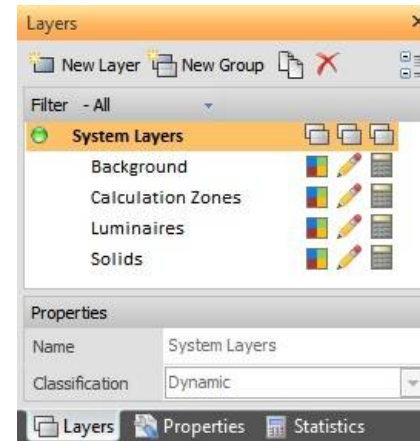 Layers
New Layer New Group
Filter - All
System Layers
Background
Calculation Zones
Luminaires
Solids
Properties
Name System Layers
Classification Dynamic
Layers Properties Statistics